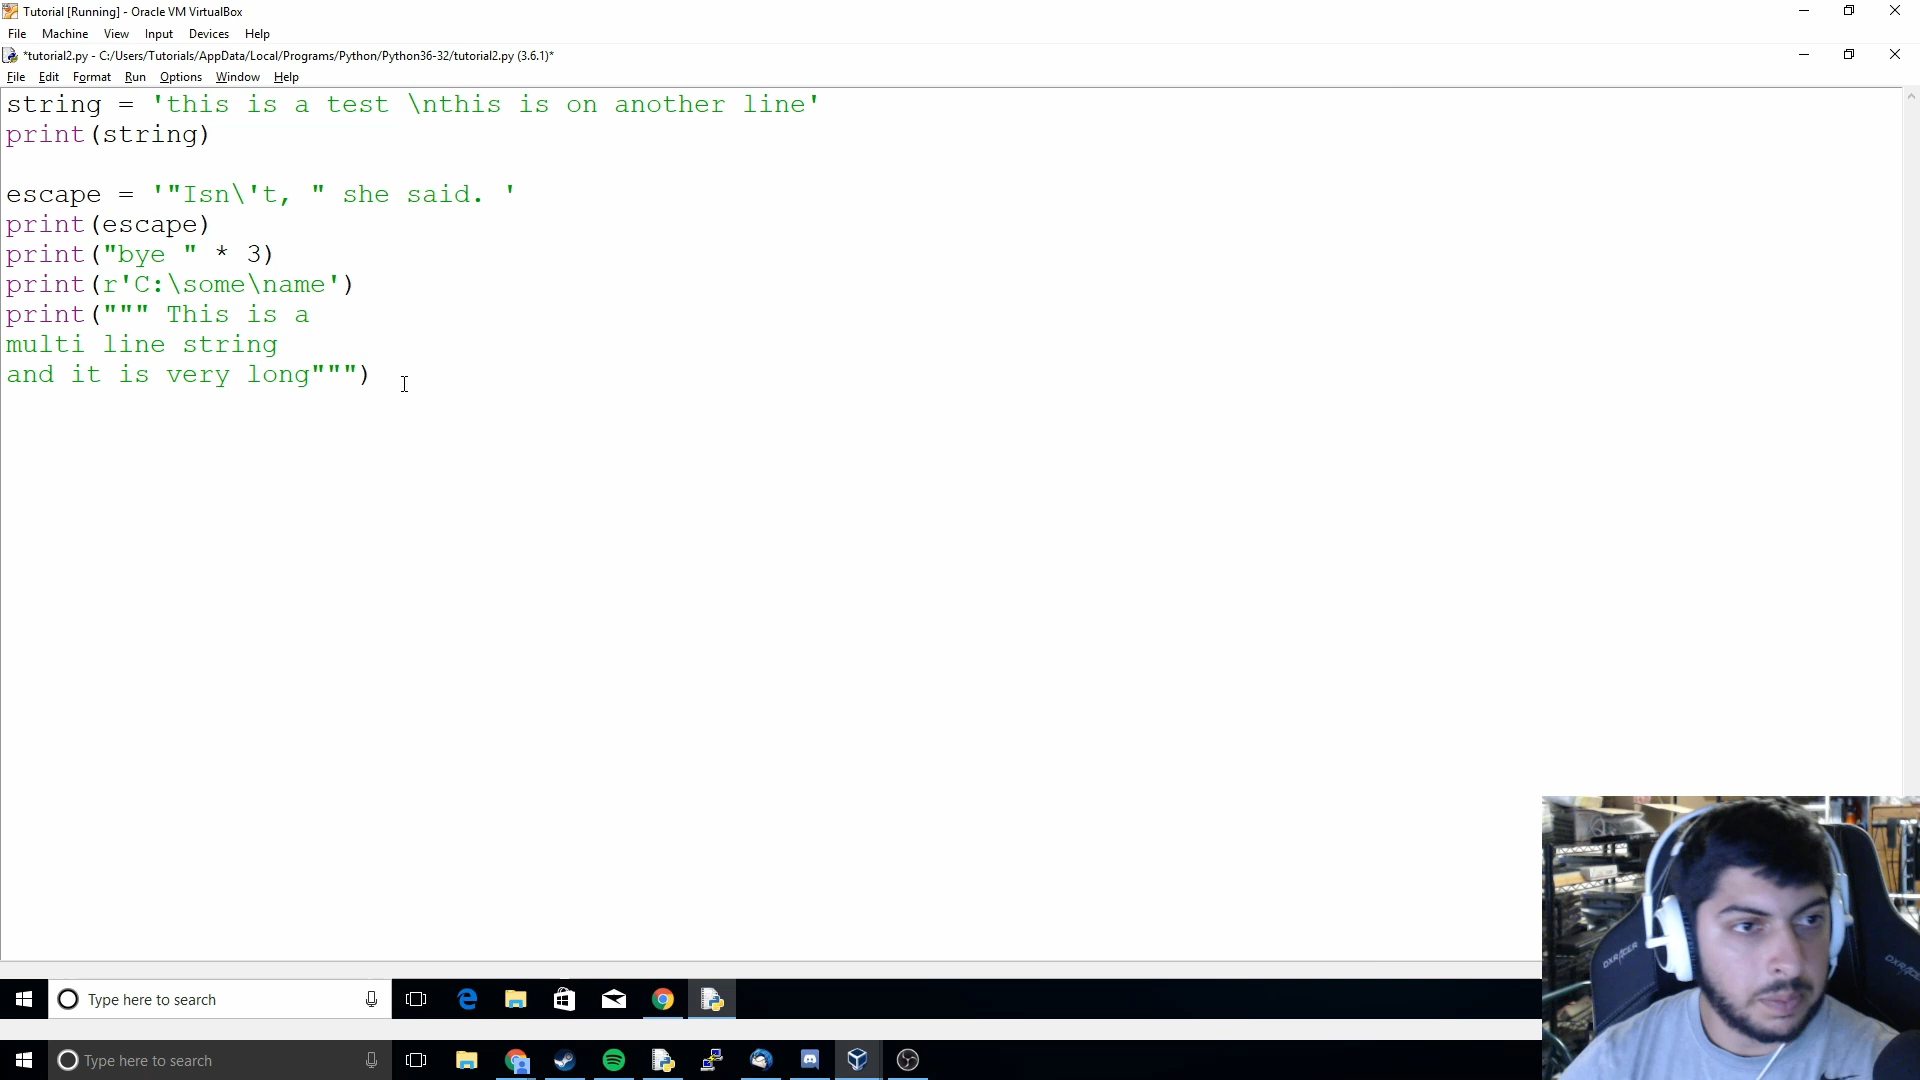 Tutorial [Running] - Oracle VM VirtualBox
File Machine View Input Devices Help
*tutorial2.py - C:/Users/Tutorials/AppData/Local/Programs/Python/Python36-32/tutorial2.py (3.6.1)*
File Edit Format Run Options Window Help
string = 'this is a test \nthis is on another line'
print(string)
escape = '"Isn\'t, " she said. '
print(escape)
print("bye " * 3)
print(r'C:\some\name')
print(""" This is a
multi line string
and it is very long""")
DXRACER
DXRACER
Type here to search
Type here to search